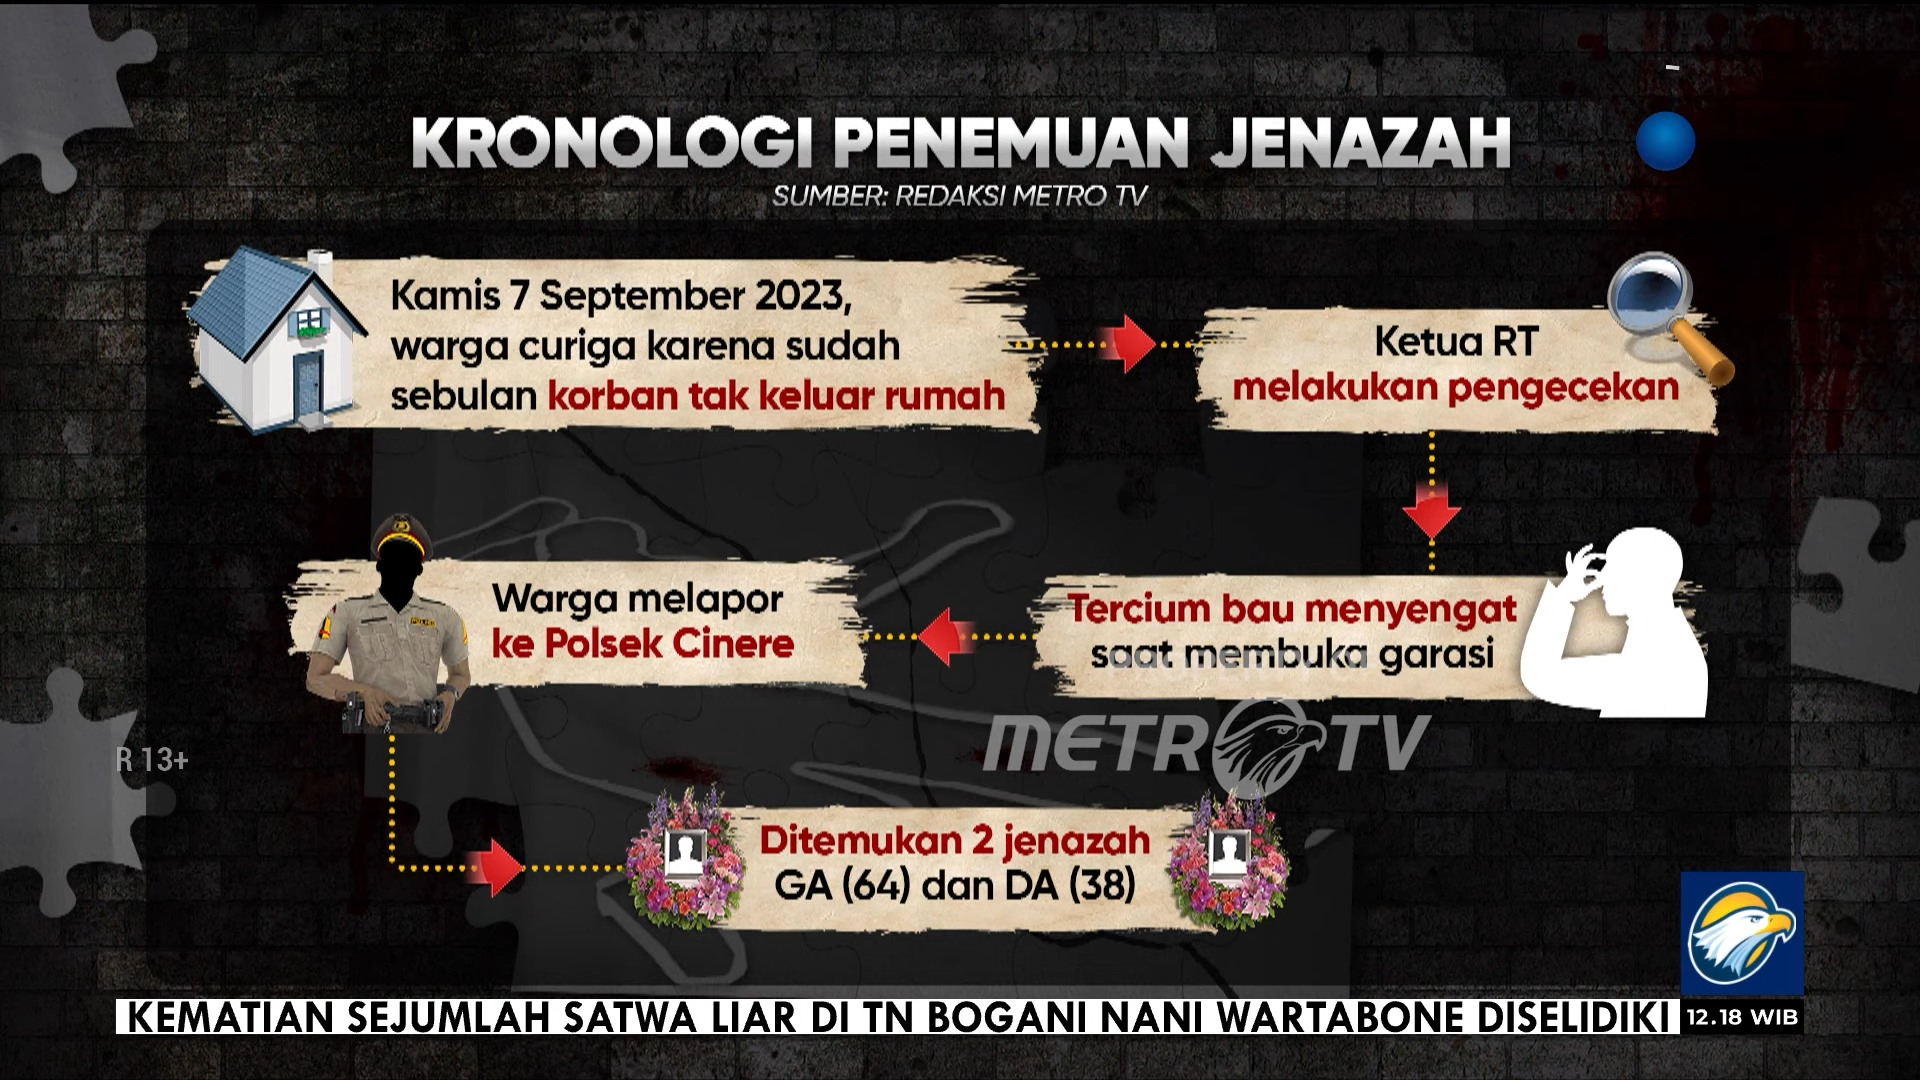 KRONOLOGI PENEMUAN JENAZAH
SUMBER: REDAKSI METRO TV
Kamis 7 September 2023,
warga curiga karena sudah
sebulan korban tak keluar rumah
Ketua RT
melakukan pengecekan
Tercium bau menyengat
saat membuka garasi
Warga melapor
ke Polsek Cinere
METRO TV
R 13+
Ditemukan 2 jenazah
GA (64) dan DA (38)
KEMATIAN SEJUMLAH SATWA LIAR DI TN BOGANI NANI WARTABONE DISELIDIKI
12.18 WIB